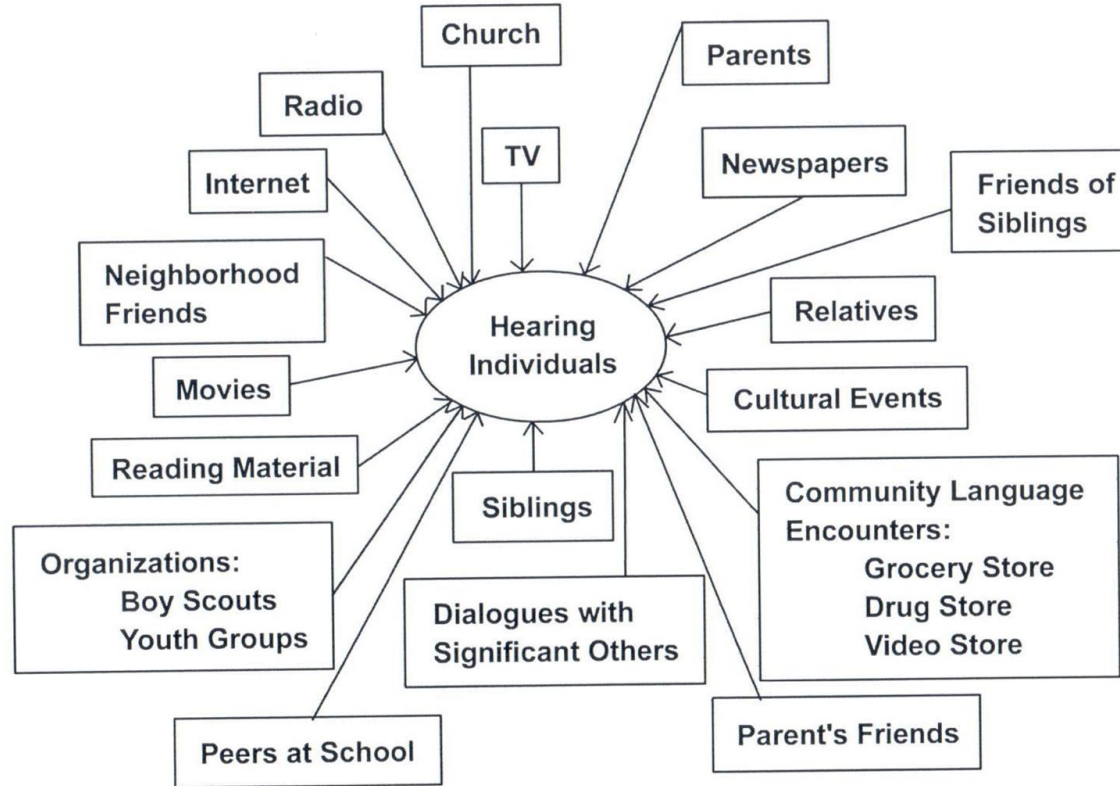 Church
Parents
Radio
TV
Newspapers
Internet
Friends of
Siblings
Neighborhood
Friends
Hearing
Individuals
Relatives
Movies
Cultural Events
Reading Material
Siblings
Community Language
Encounters:
Grocery Store
Drug Store
Video Store
Organizations:
Boy Scouts
Youth Groups
Dialogues with
Significant Others
Peers at School
Parent's Friends